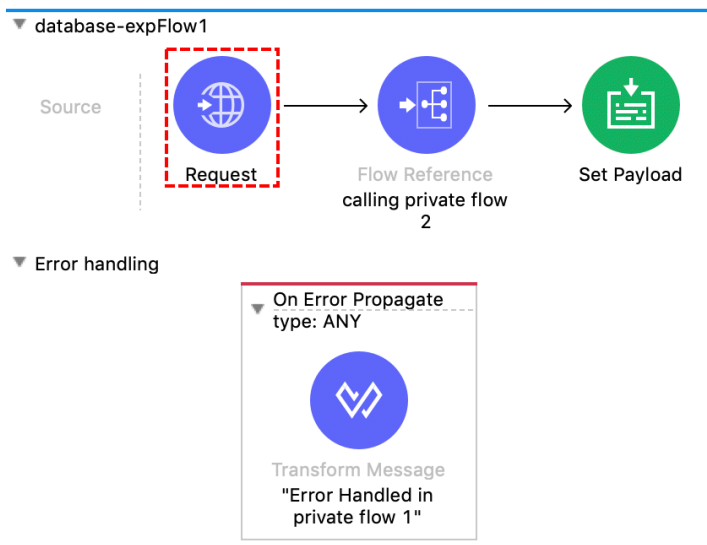 database-expFlow1
Source
Request
Flow Reference
calling private flow
2
Set Payload
Error handling
On Error Propagate
type: ANY
Transform Message
"Error Handled in
private flow 1"